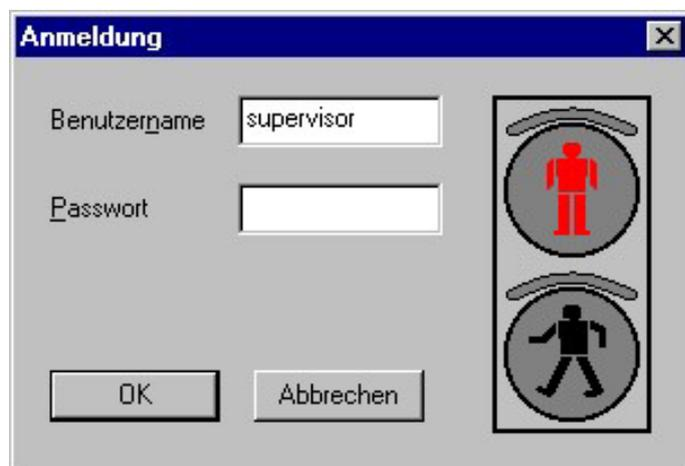 Anmeldung
Benutzername
supervisor
Passwort
OK
Abbrechen